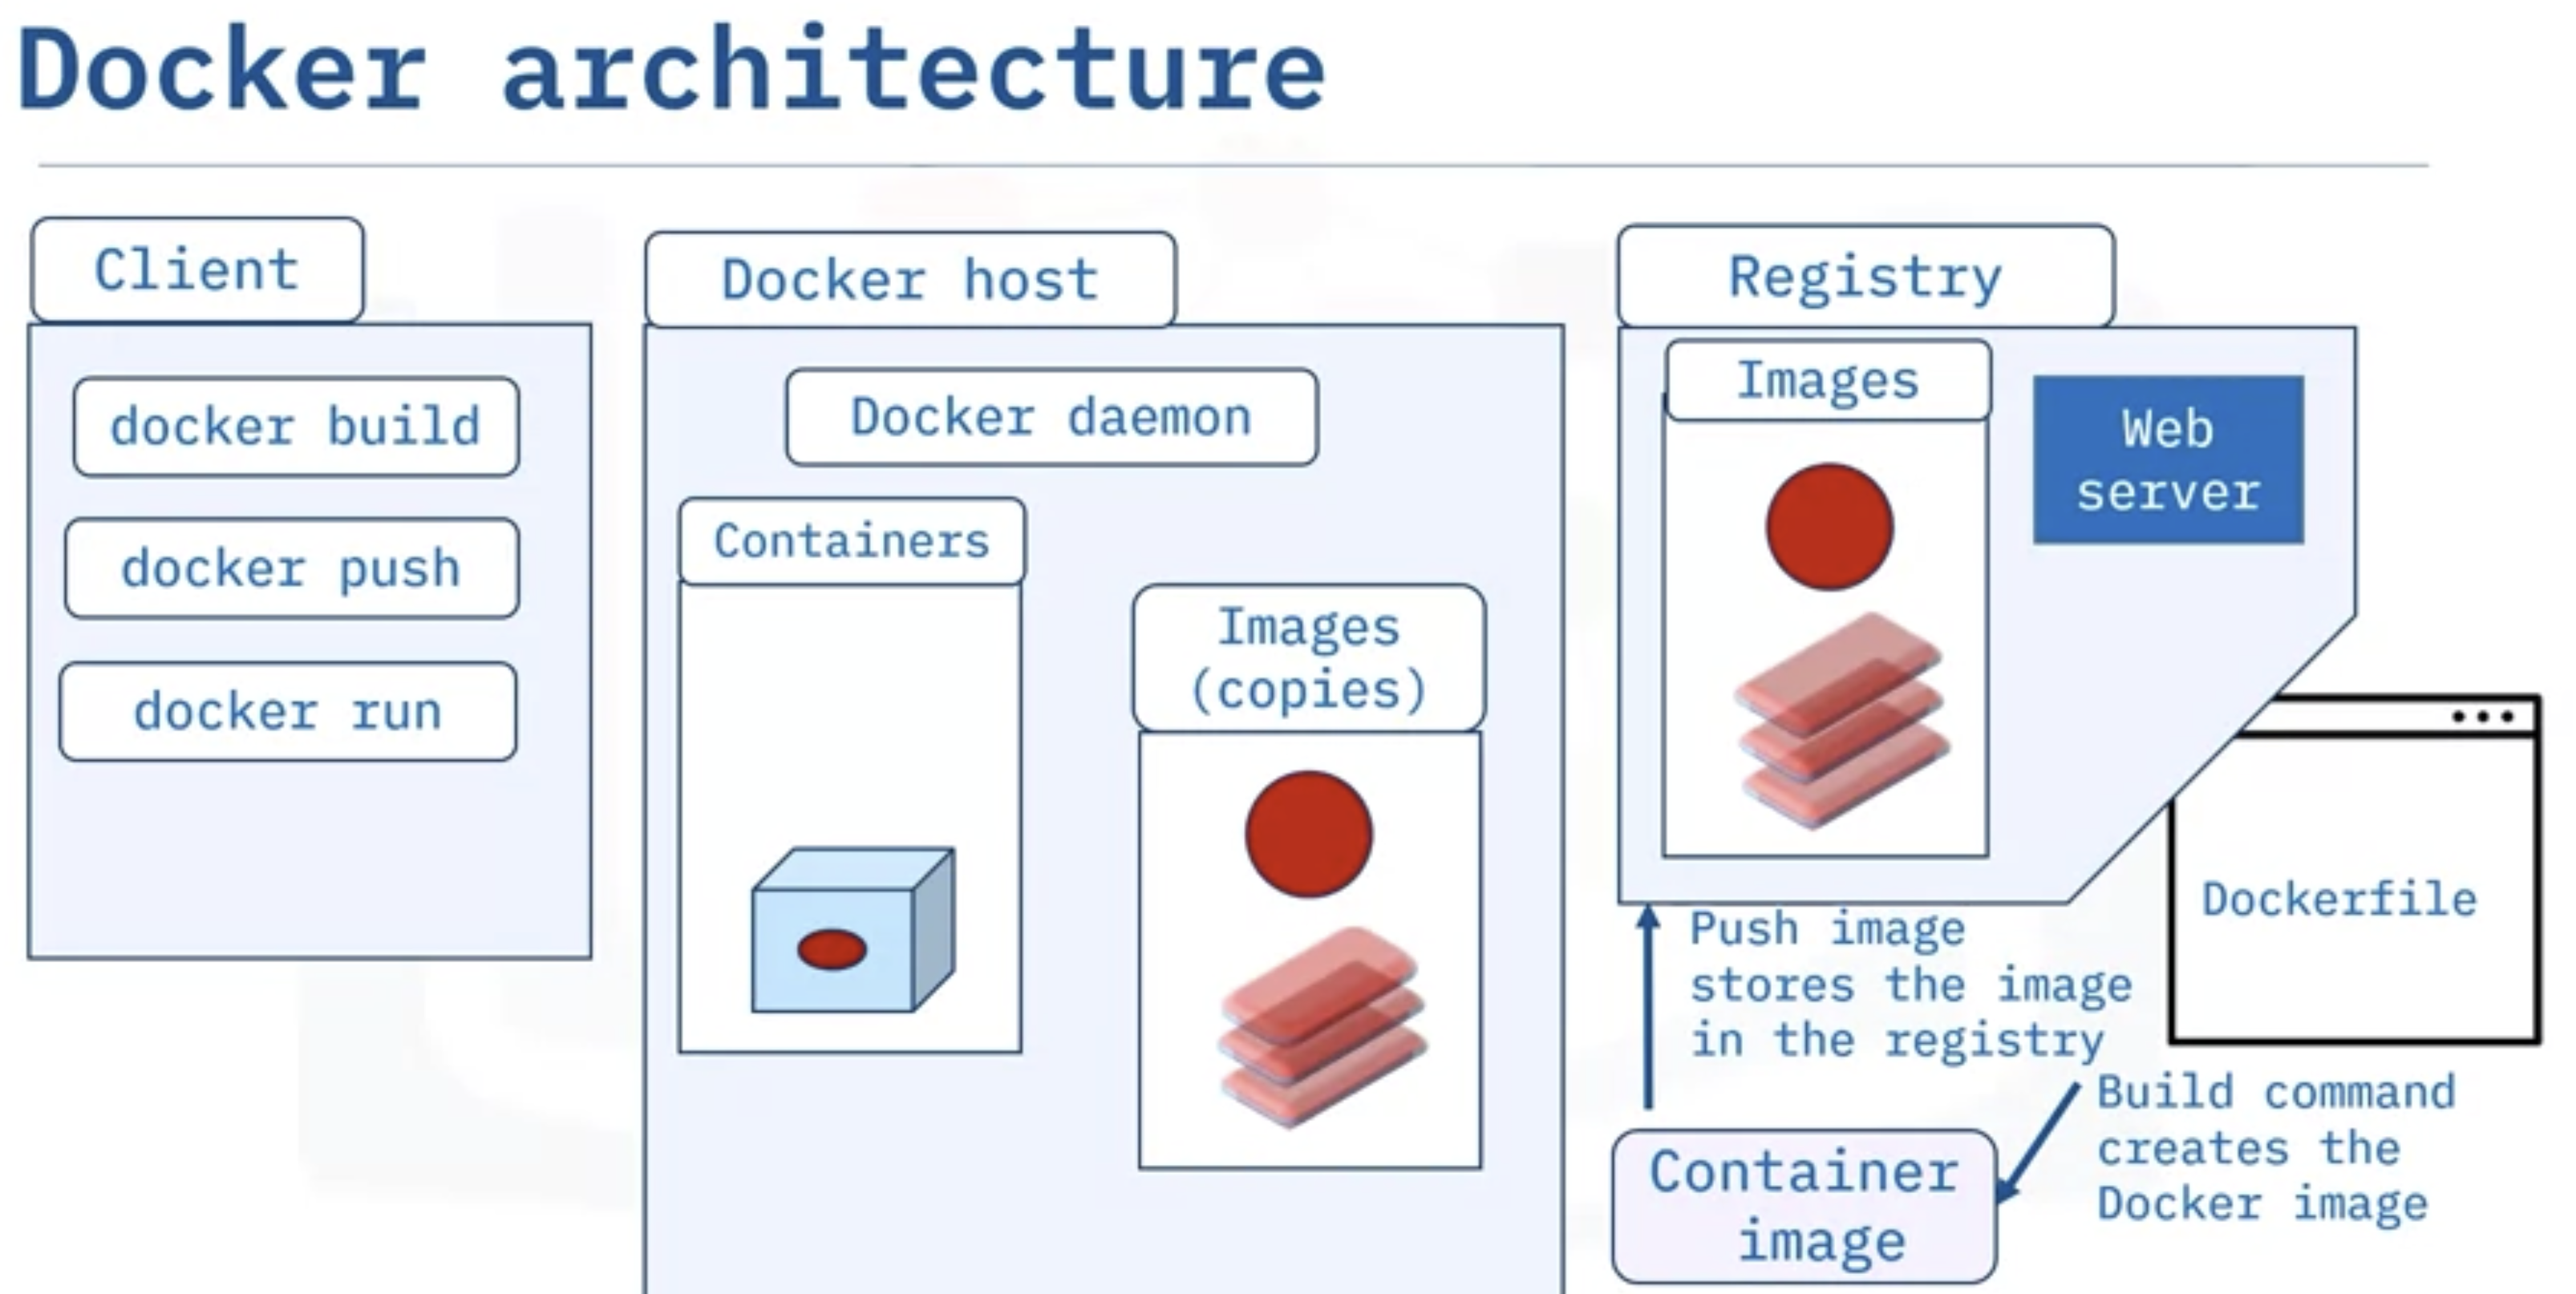 Docker architecture
Client
docker build
docker push
docker run
Docker host
Docker daemon
Containers
Images
(copies)
Registry
Images
Web
server
Dockerfile
Push image
stores the image
in the registry
Build command
creates the
Docker image
Container
image